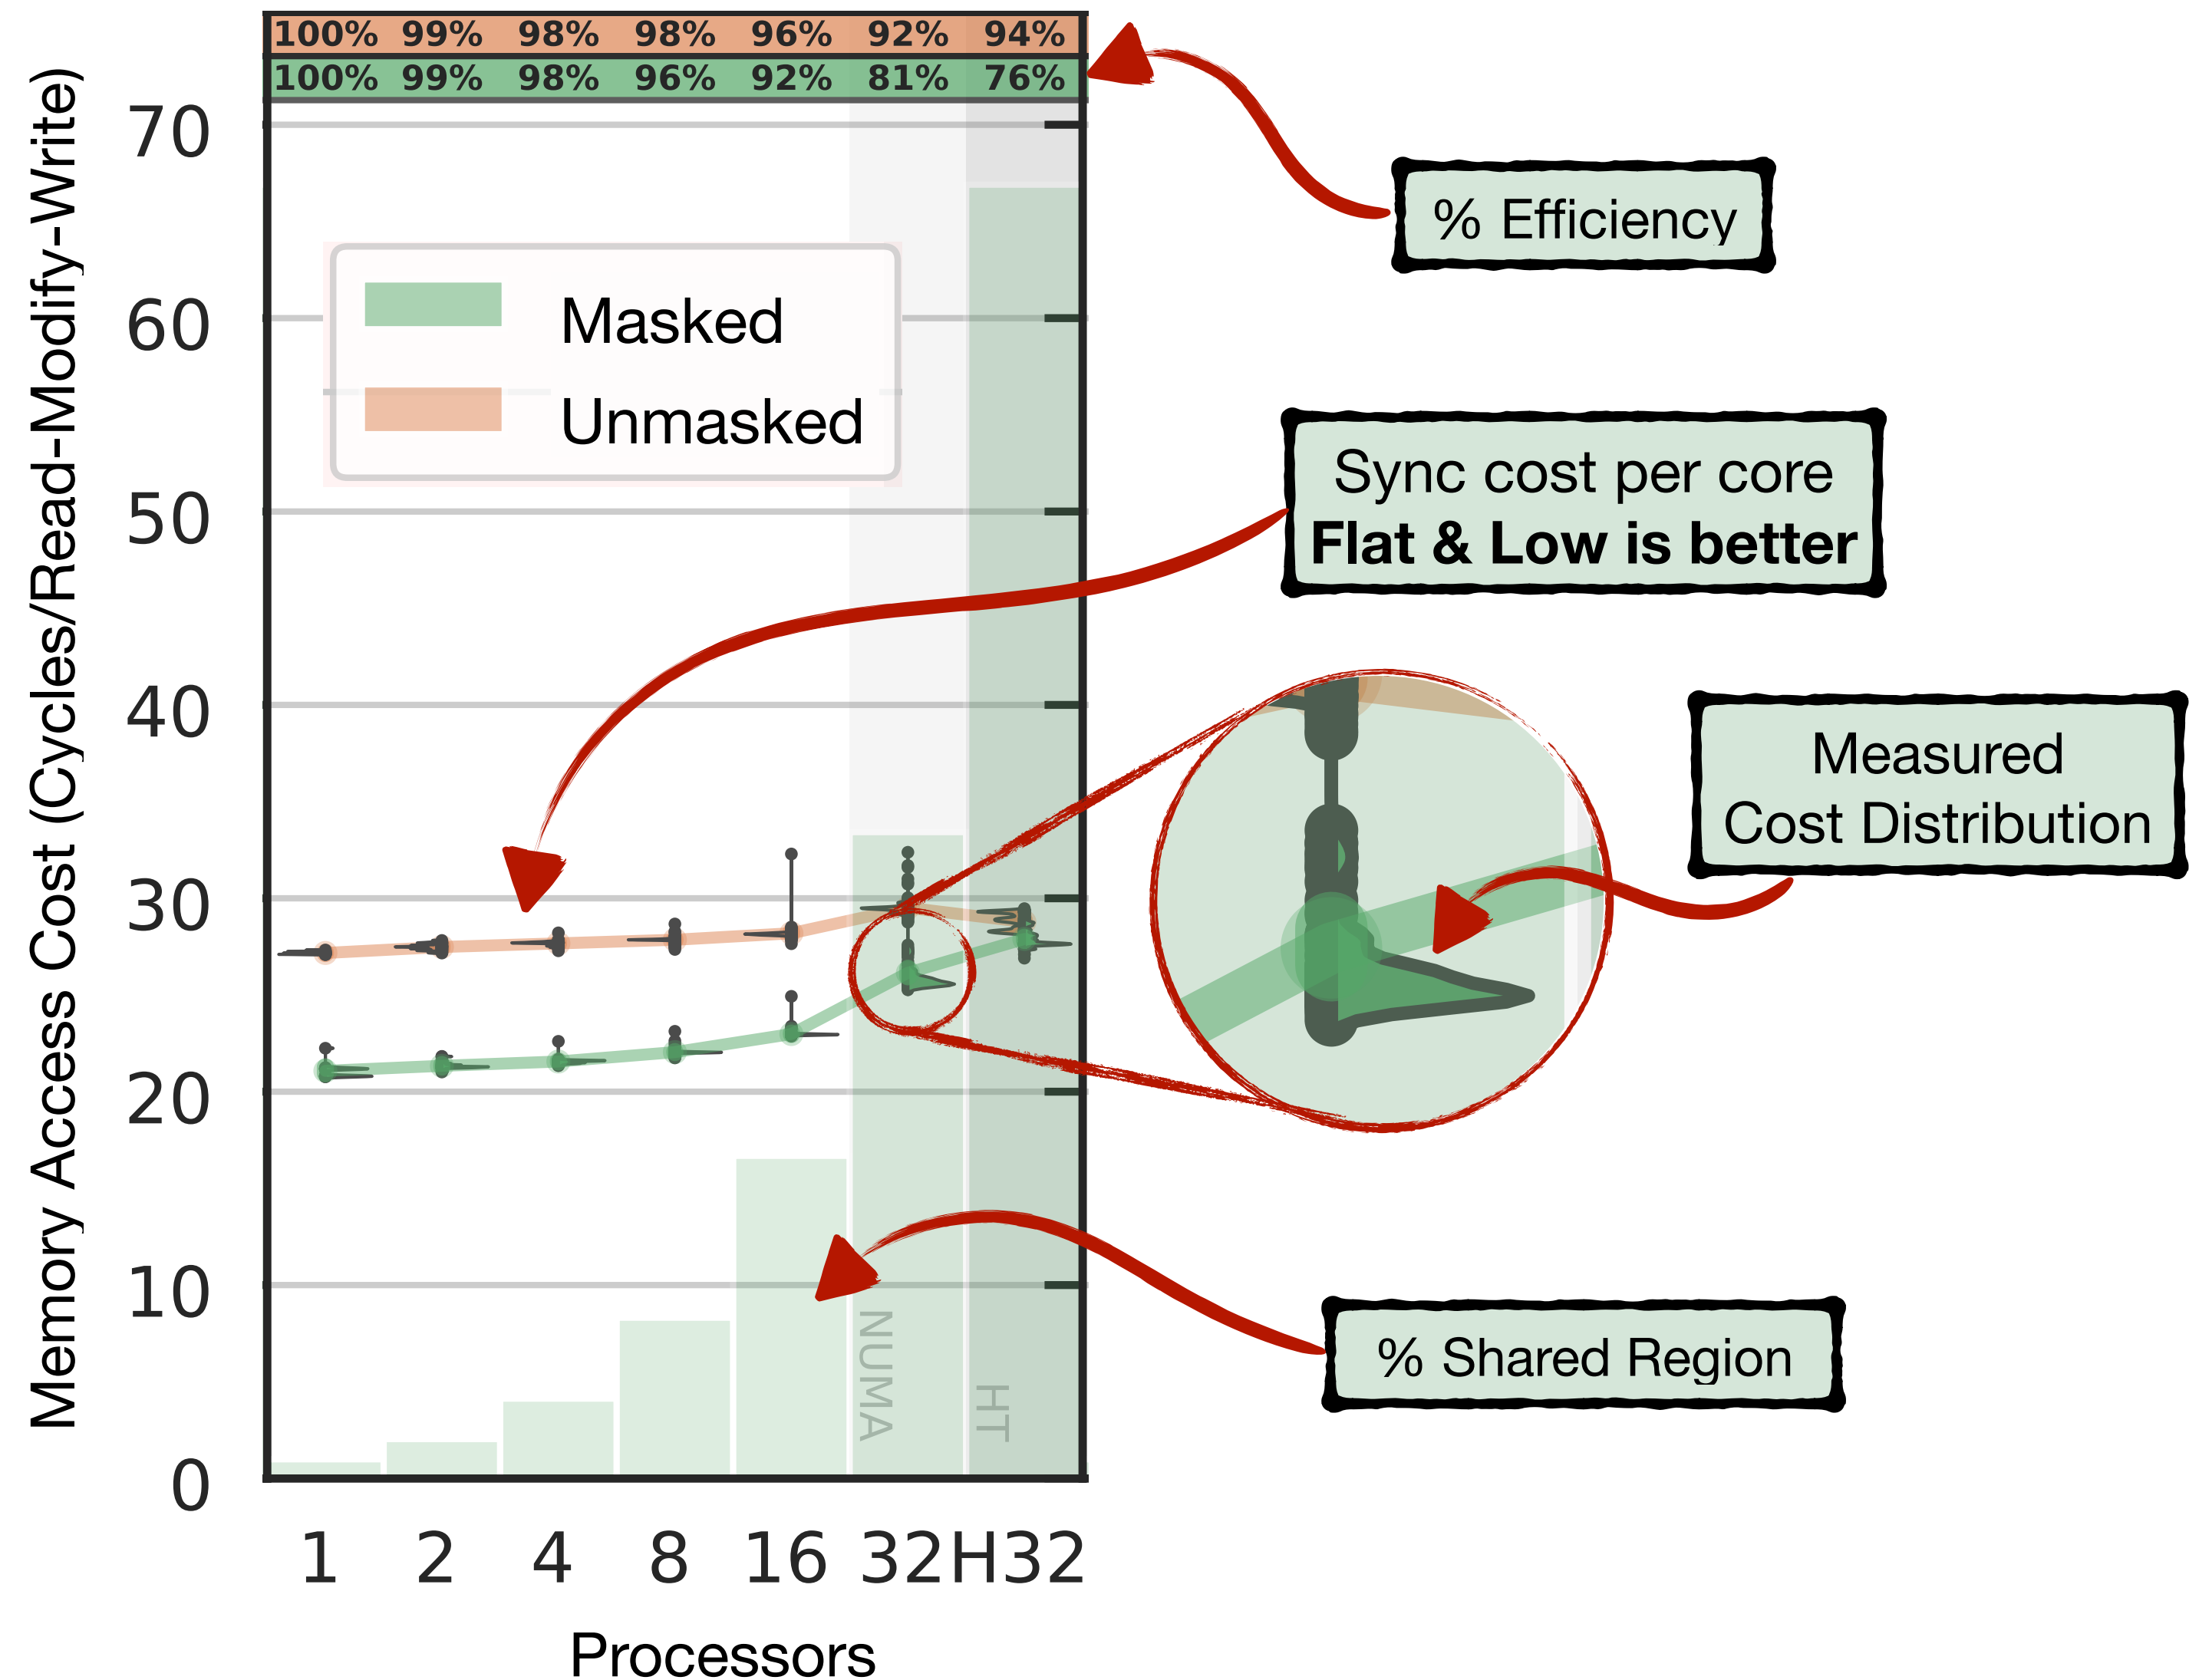 100% 99% 98% 98% 96% 92% 94%
100% 99% 98% 96% 92% 81% 76%
Memory Access Cost (Cycles/Read-Modify-Write)
70
60
50
40
30
20
10
0
Masked
Unmasked
% Efficiency
Sync cost per core
Flat & Low is better
Measured
Cost Distribution
% Shared Region
NUMA
HT
1 2 4 8 16 32 H32
Processors